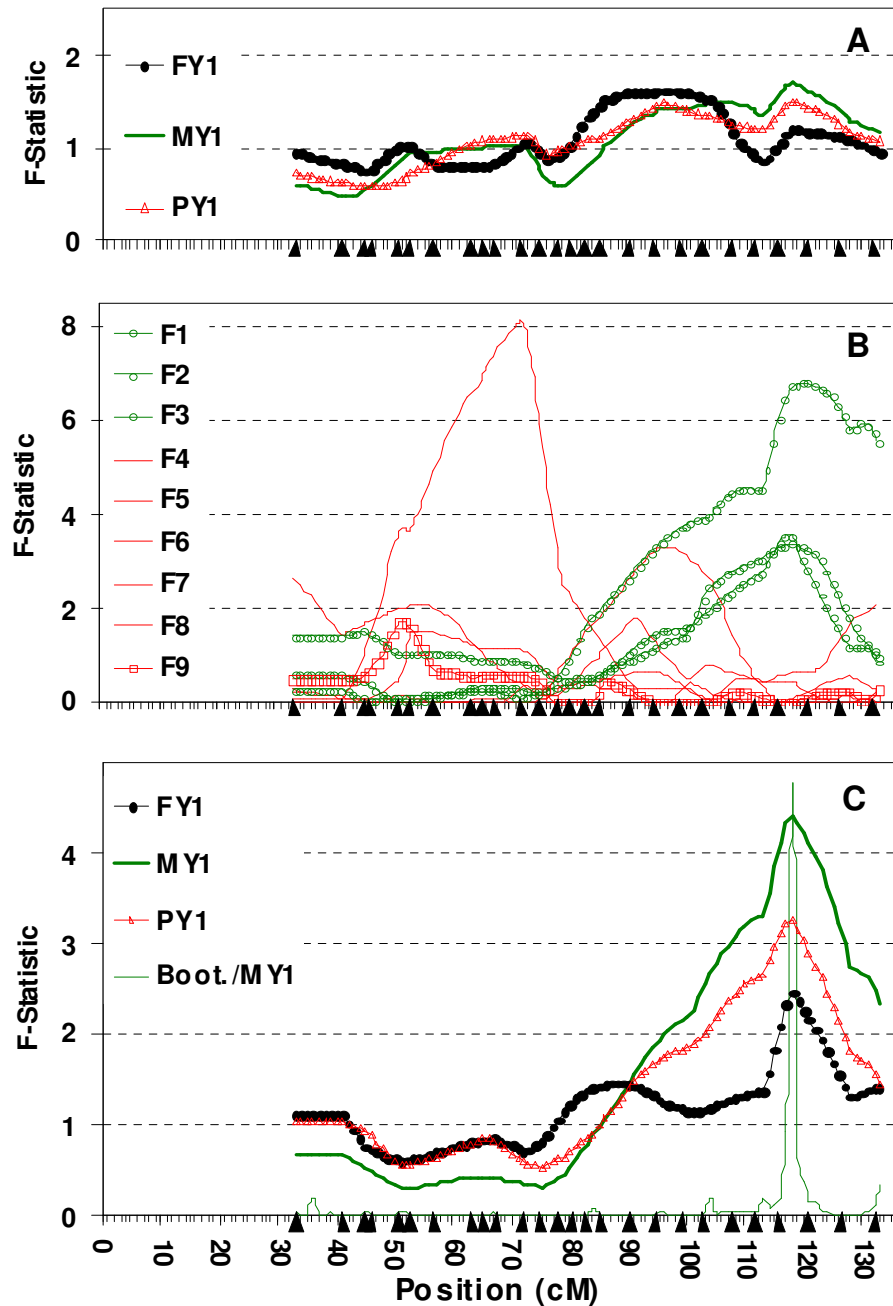 A
2
1
0
F-Statistic
FY1
MY1
PY1
B
8
6
4
2
0
F-Statistic
F1
F2
F3
F4
F5
F6
F7
F8
F9
C
4
3
2
1
0
F-Statistic
FY1
MY1
PY1
Boot./MY1
0 10 20 30 40 50 60 70 80 90 100 110 120 130
Position (cM)